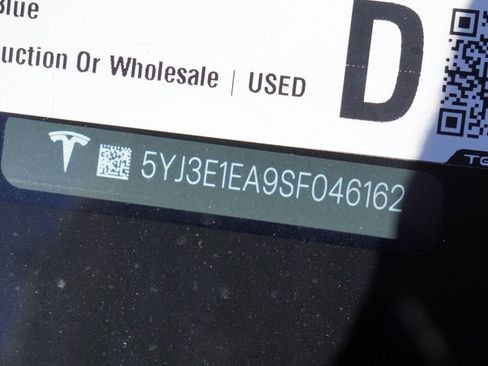 Blue
uction Or Wholesale | USED
D
5YJ3E1EA9SF046162